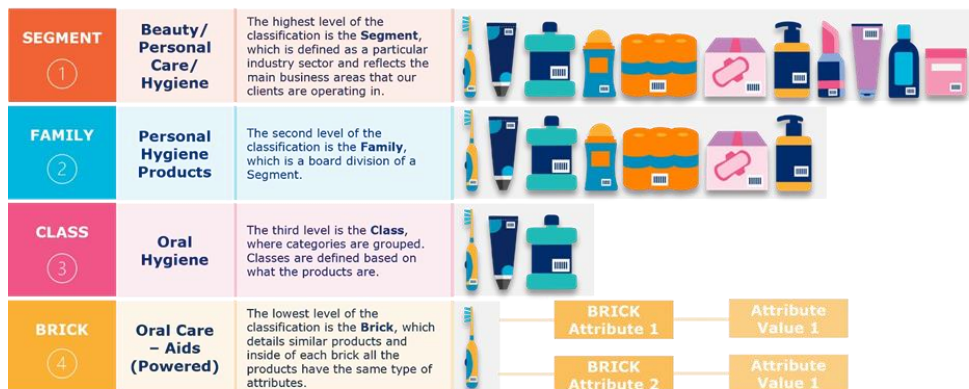 SEGMENT
1
Beauty/
Personal
Care/
Hygiene
The highest level of the
classification is the Segment,
which is defined as a particular
industry sector and reflects the
main business areas that our
clients are operating in.
FAMILY
2
Personal
Hygiene
Products
The second level of the
classification is the Family,
which is a board division of a
Segment.
CLASS
3
Oral
Hygiene
The third level is the Class,
where categories are grouped.
Classes are defined based on
what the products are.
BRICK
4
Oral Care
– Aids
(Powered)
The lowest level of the
classification is the Brick, which
details similar products and
inside of each brick all the
products have the same type of
attributes.
BRICK
Attribute 1
Attribute
Value 1
BRICK
Attribute 2
Attribute
Value 1